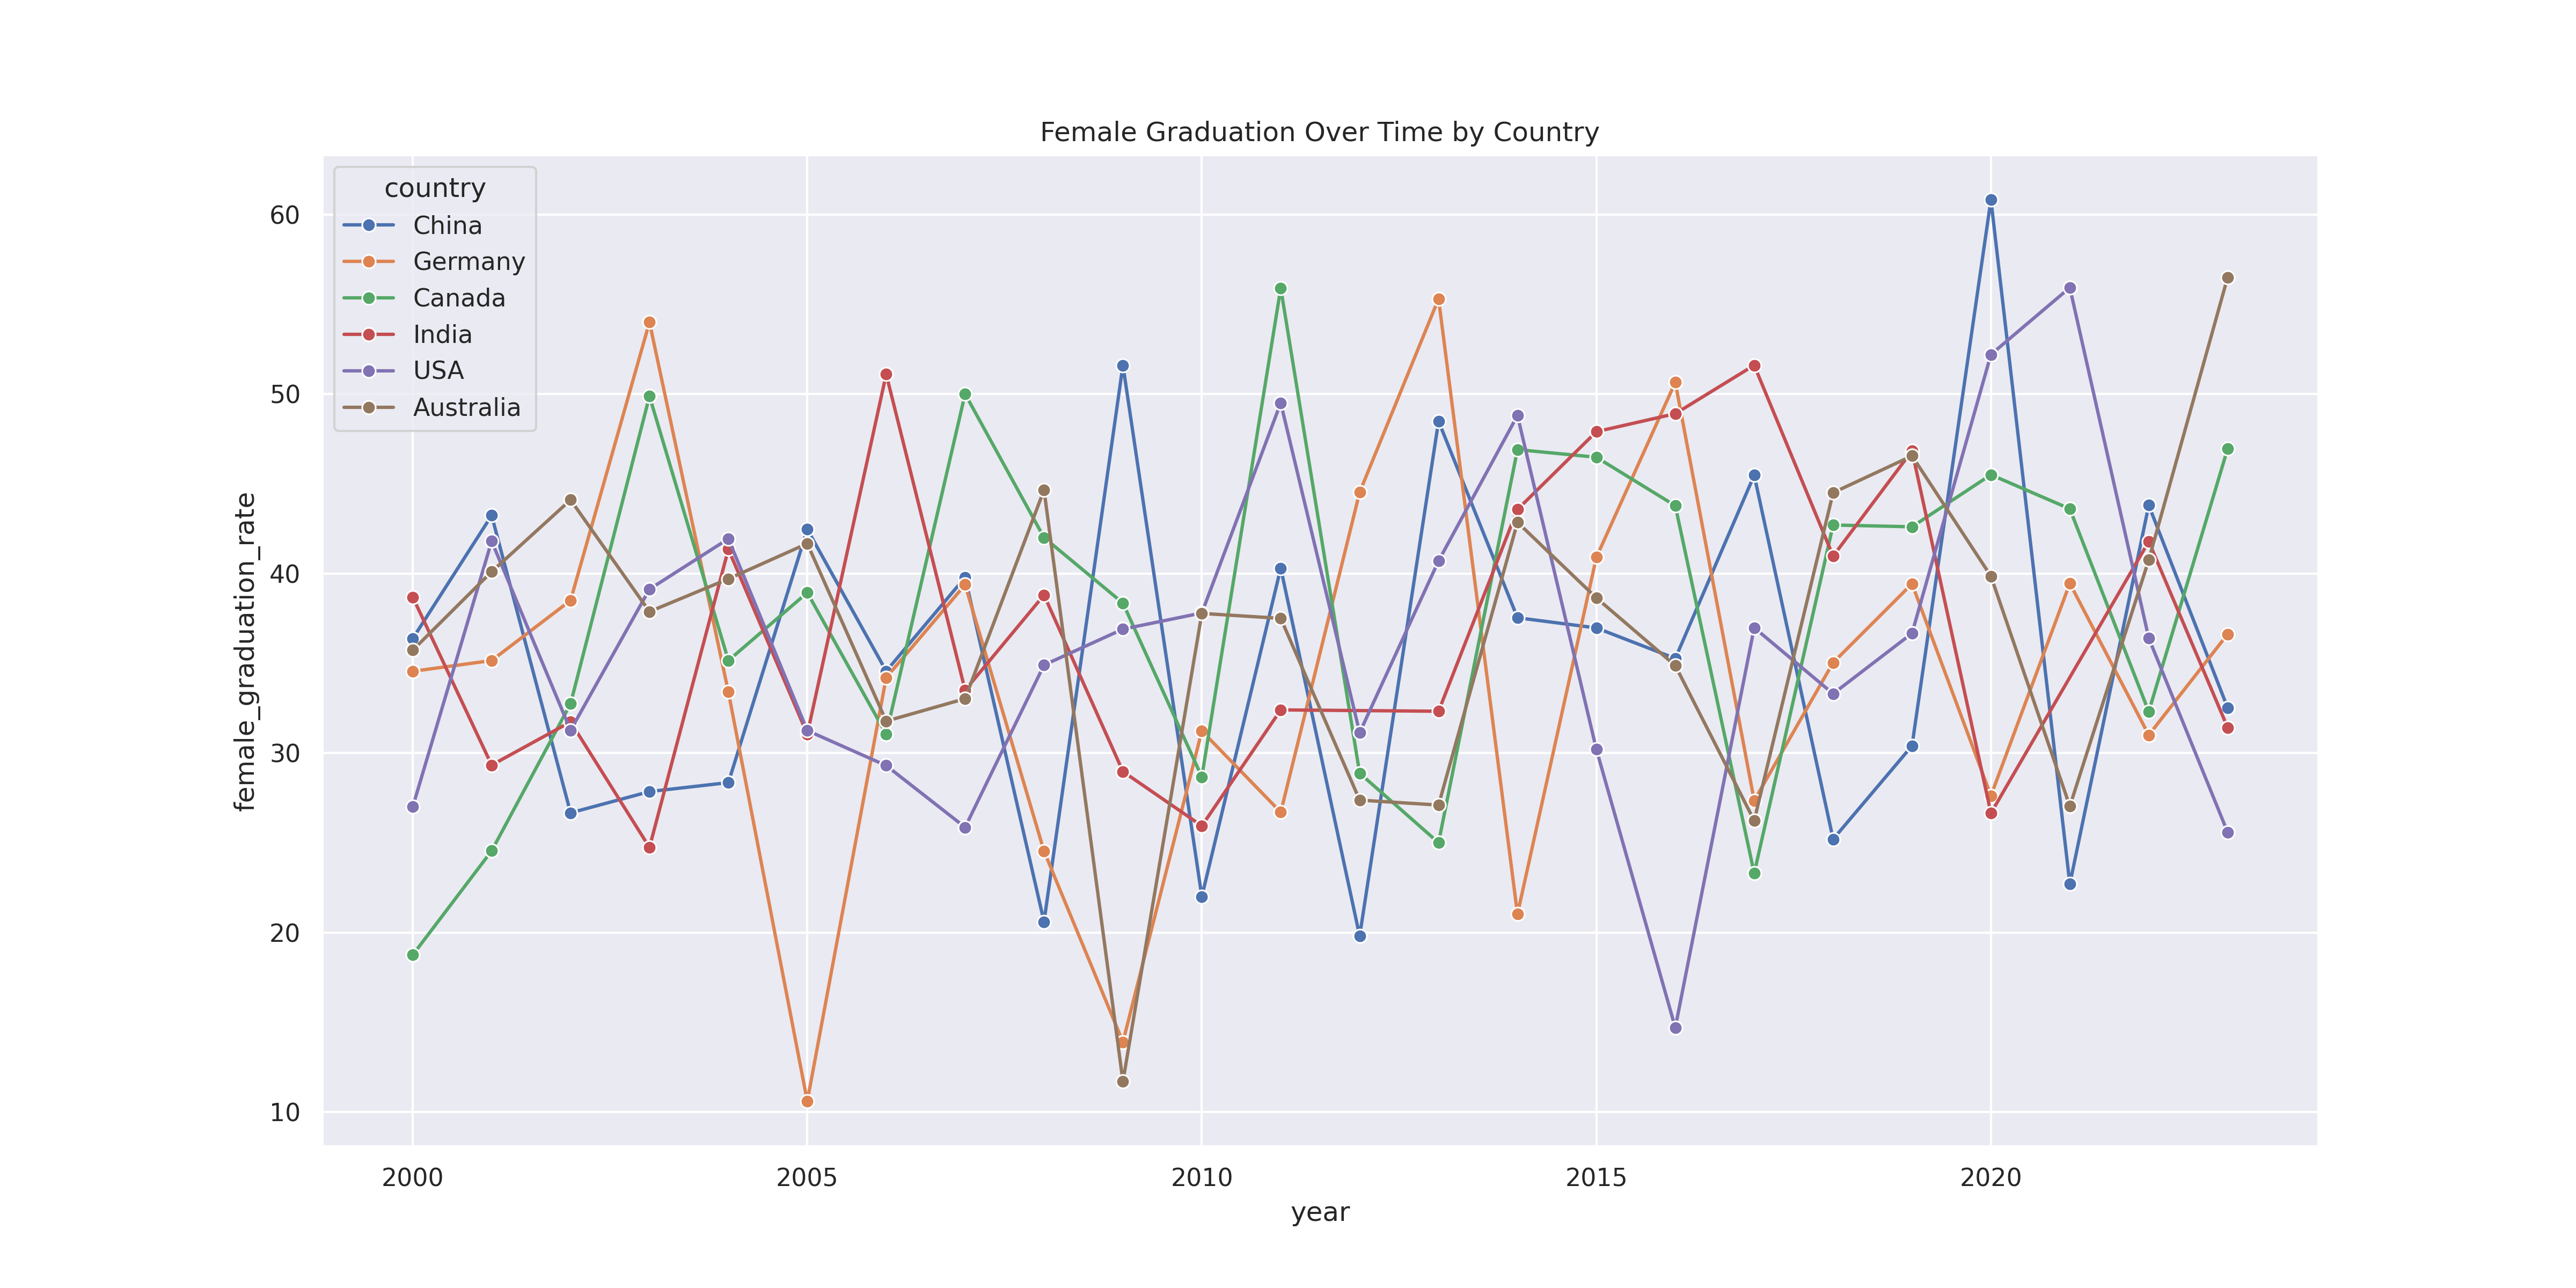 Female Graduation Over Time by Country
country
China
Germany
Canada
India
USA
Australia
female_graduation_rate
60
50
40
30
20
10
2000 2005 2010 2015 2020
year